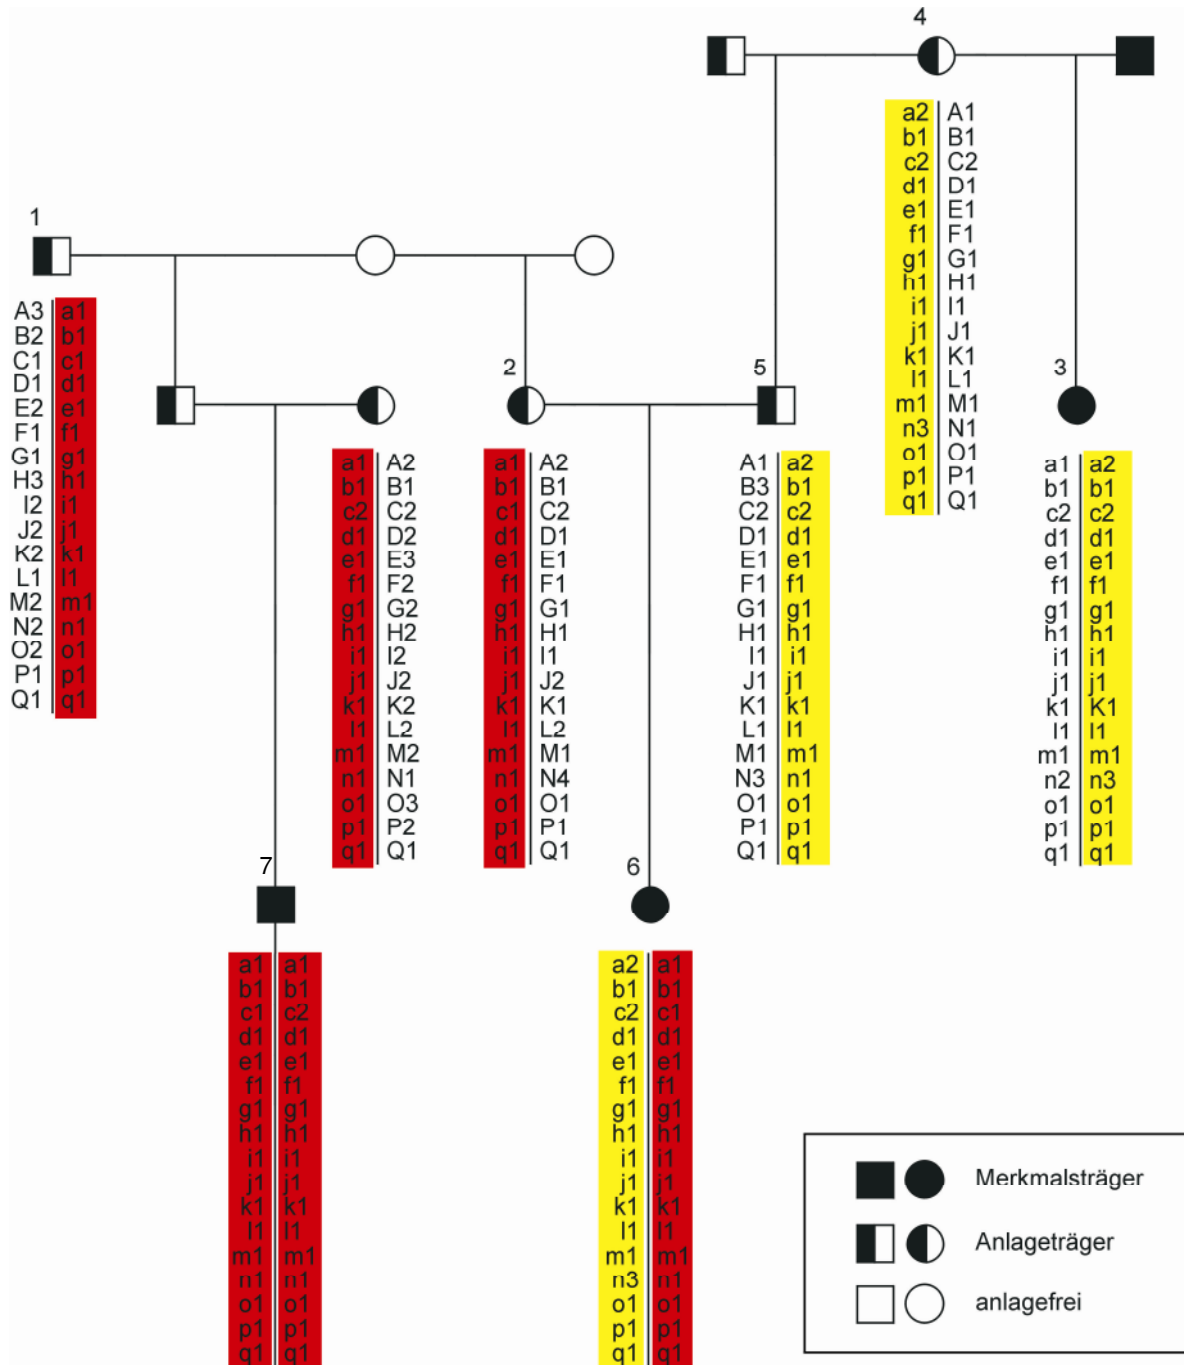 4
a2 A1
b1 B1
c2 C2
d1 D1
e1 E1
f1 F1
g1 G1
h1 H1
i1 I1
j1 J1
k1 K1
l1 L1
m1 M1
n3 N1
o1 O1
p1 P1
q1 Q1
1
A3 a1
B2 b1
C1 c1
D1 d1
E2 e1
F1 f1
G1 g1
H3 h1
I2 i1
J2 j1
K2 k1
L1 l1
M2 m1
N2 n1
O2 o1
P1 p1
Q1 q1
a1 A2
b1 B1
c2 C2
d1 D2
e1 E3
f1 F2
g1 G2
h1 H2
i1 I2
j1 J2
k1 K2
l1 L2
m1 M2
n1 N1
o1 O3
p1 P2
q1 Q1
2
a1 A2
b1 B1
c1 C2
d1 D1
e1 E1
f1 F1
g1 G1
h1 H1
i1 I1
j1 J2
k1 K1
l1 L2
m1 M1
n1 N4
o1 O1
p1 P1
q1 Q1
5
A1 a2
B3 b1
C2 c2
D1 d1
E1 e1
F1 f1
G1 g1
H1 h1
I1 i1
J1 j1
K1 k1
L1 l1
M1 m1
N3 n1
O1 o1
P1 p1
Q1 q1
3
a1 a2
b1 b1
c2 c2
d1 d1
e1 e1
f1 f1
g1 g1
h1 h1
i1 i1
j1 j1
k1 K1
l1 l1
m1 m1
n2 n3
o1 o1
p1 p1
q1 q1
7
a1 a1
b1 b1
c1 c2
d1 d1
e1 e1
f1 f1
g1 g1
h1 h1
i1 i1
j1 j1
k1 k1
l1 l1
m1 m1
n1 n1
o1 o1
p1 p1
q1 q1
6
a2 a1
b1 b1
c2 c1
d1 d1
e1 e1
f1 f1
g1 g1
h1 h1
i1 i1
j1 j1
k1 k1
l1 l1
m1 m1
n3 n1
o1 o1
p1 p1
q1 q1
Merkmalsträger
Anlageträger
anlagefrei